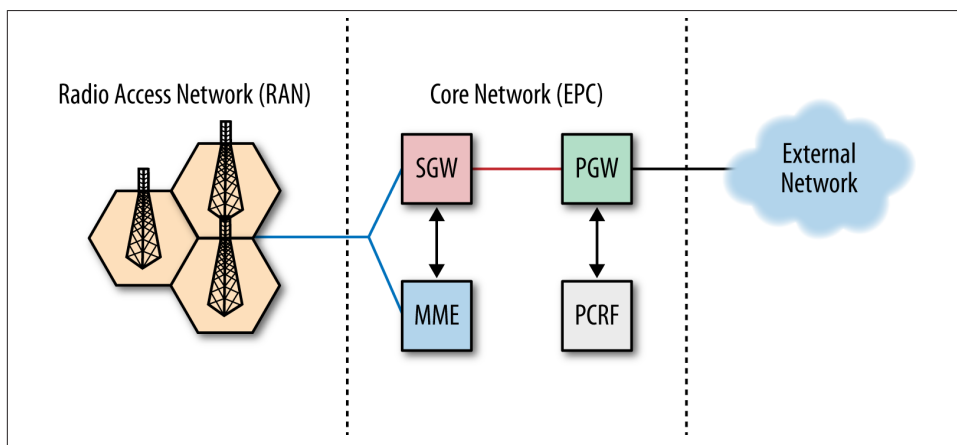 Radio Access Network (RAN)
Core Network (EPC)
SGW
PGW
External
Network
MME
PCRF